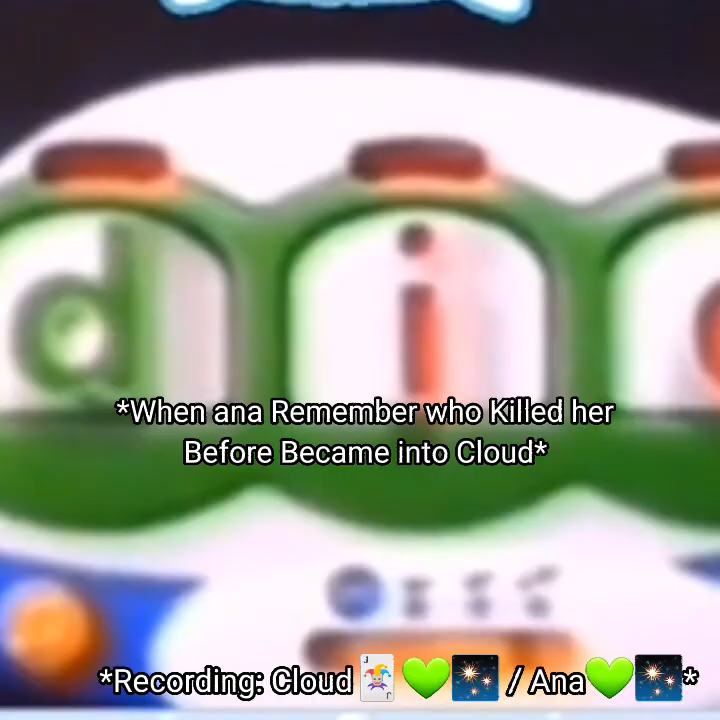 d i
*When ana Remember who Killed her
Before Became into Cloud*
*Recording: Cloud 🃏💚🎇 / Ana💚🎇*